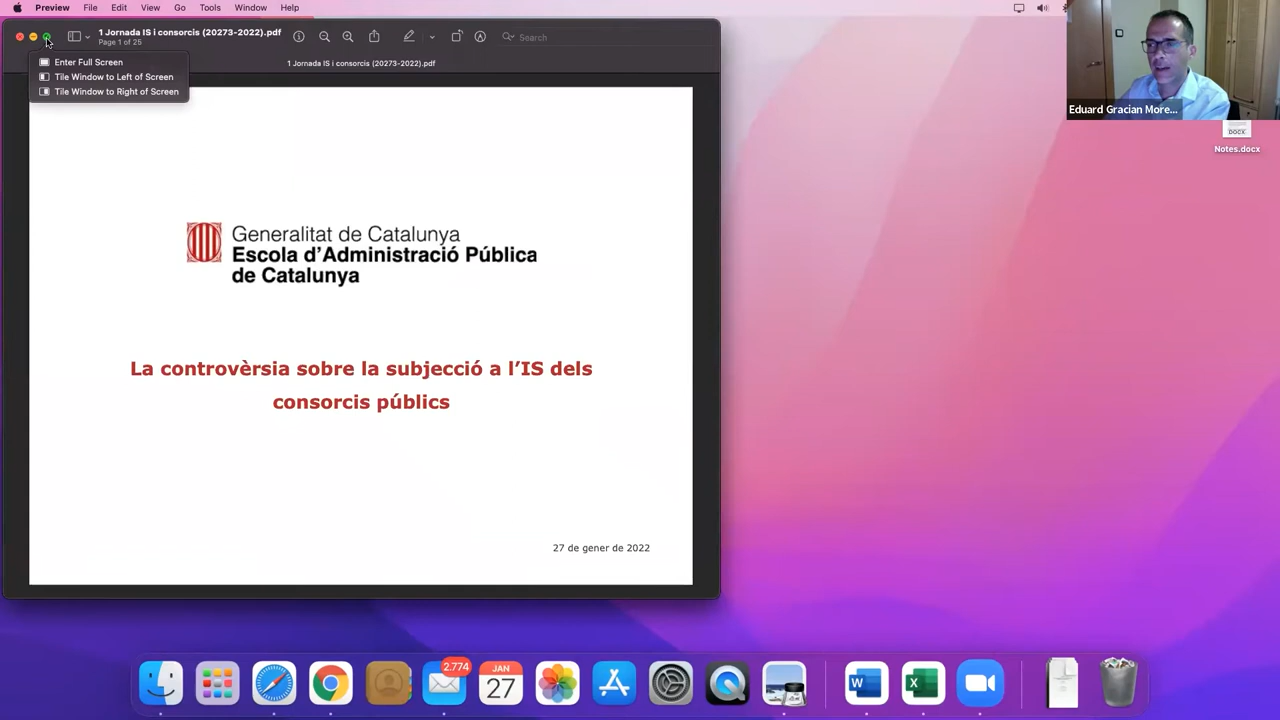 Preview File Edit View Go Tools Window Help
1 Jornada IS i consorcis (20273-2022).pdf
Page 1 of 25
Search
Enter Full Screen
Tile Window to Left of Screen
Tile Window to Right of Screen
1 Jornada IS i consorcis (20273-2022).pdf
Eduard Gracian More...
DOCX
Notes.docx
Generalitat de Catalunya
Escola d'Administració Pública
de Catalunya
La controvèrsia sobre la subjecció a l'IS dels
consorcis públics
27 de gener de 2022
2.774
JAN
27
W
X